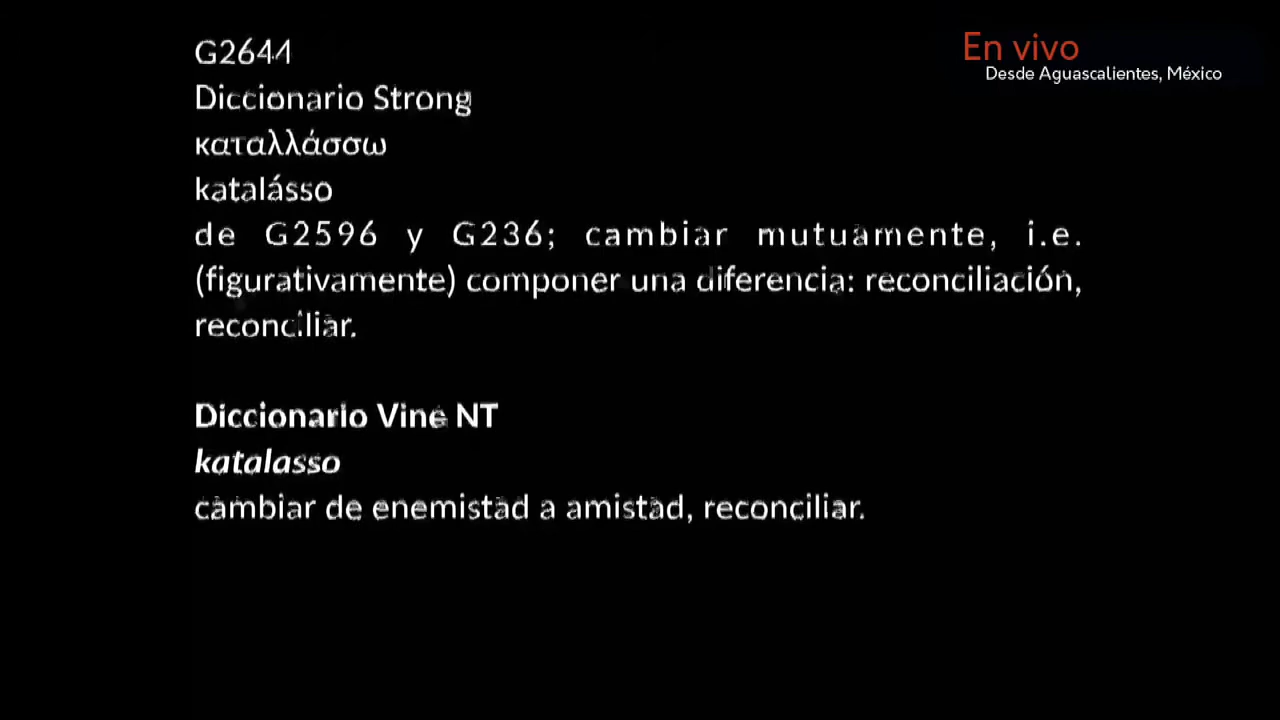 G2644
Diccionario Strong
καταλλάσσω
katalásso
de G2596 y G236; cambiar mutuamente, i.e.
(figurativamente) componer una diferencia: reconciliación,
reconciliar.
Diccionario Vine NT
katalasso
cambiar de enemistad a amistad, reconciliar.
En vivo
Desde Aguascalientes, México